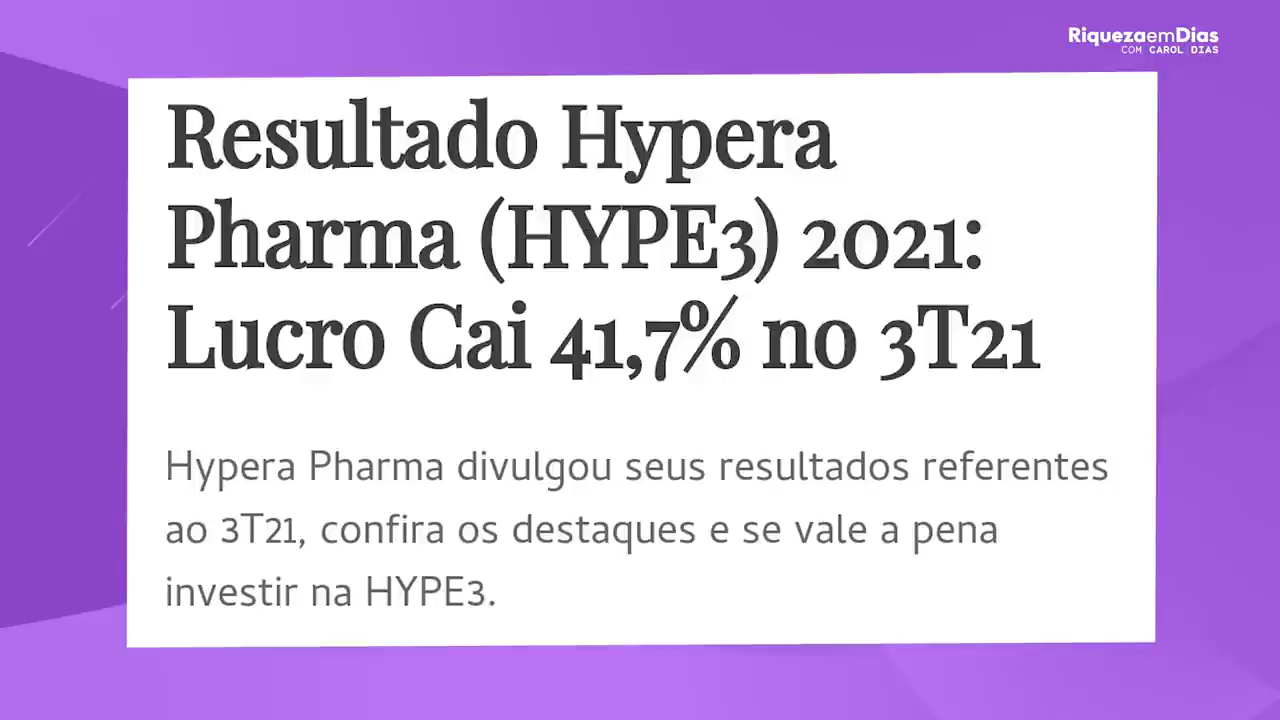 RiquezaemDias
COM CAROL DIAS
Resultado Hypera
Pharma (HYPE3) 2021:
Lucro Cai 41,7% no 3T21
Hypera Pharma divulgou seus resultados referentes
ao 3T21, confira os destaques e se vale a pena
investir na HYPE3.